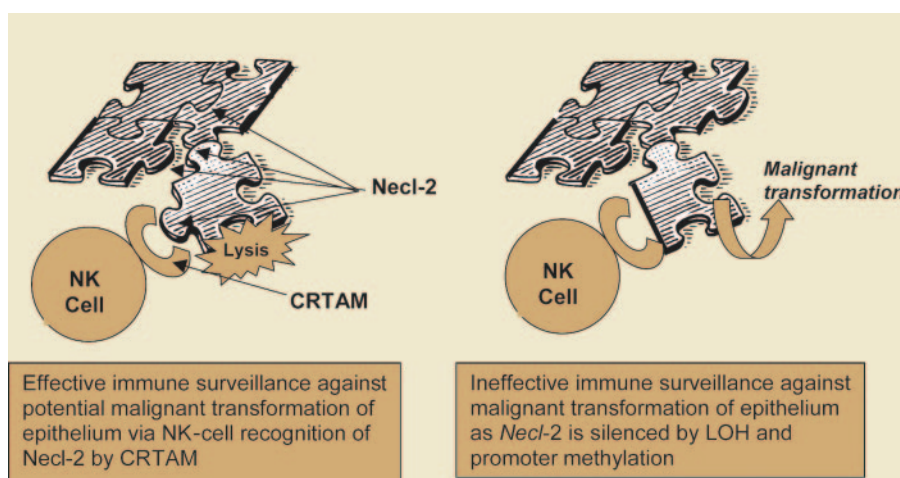 Necl-2
Lysis
NK
Cell
CRTAM
Effective immune surveillance against
potential malignant transformation of
epithelium via NK-cell recognition of
Necl-2 by CRTAM
Malignant
transformation
NK
Cell
Ineffective immune surveillance against
malignant transformation of epithelium
as Necl-2 is silenced by LOH and
promoter methylation